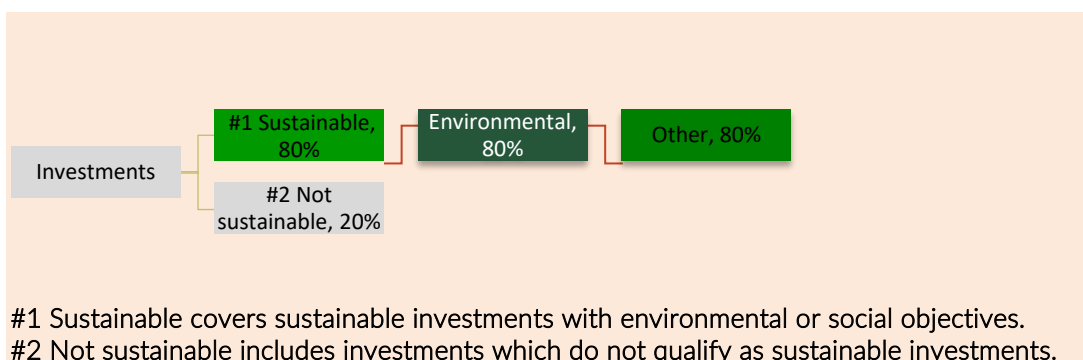 #1 Sustainable,
80%
Environmental,
80%
Other, 80%
Investments
#2 Not
sustainable, 20%
#1 Sustainable covers sustainable investments with environmental or social objectives.
#2 Not sustainable includes investments which do not qualify as sustainable investments.